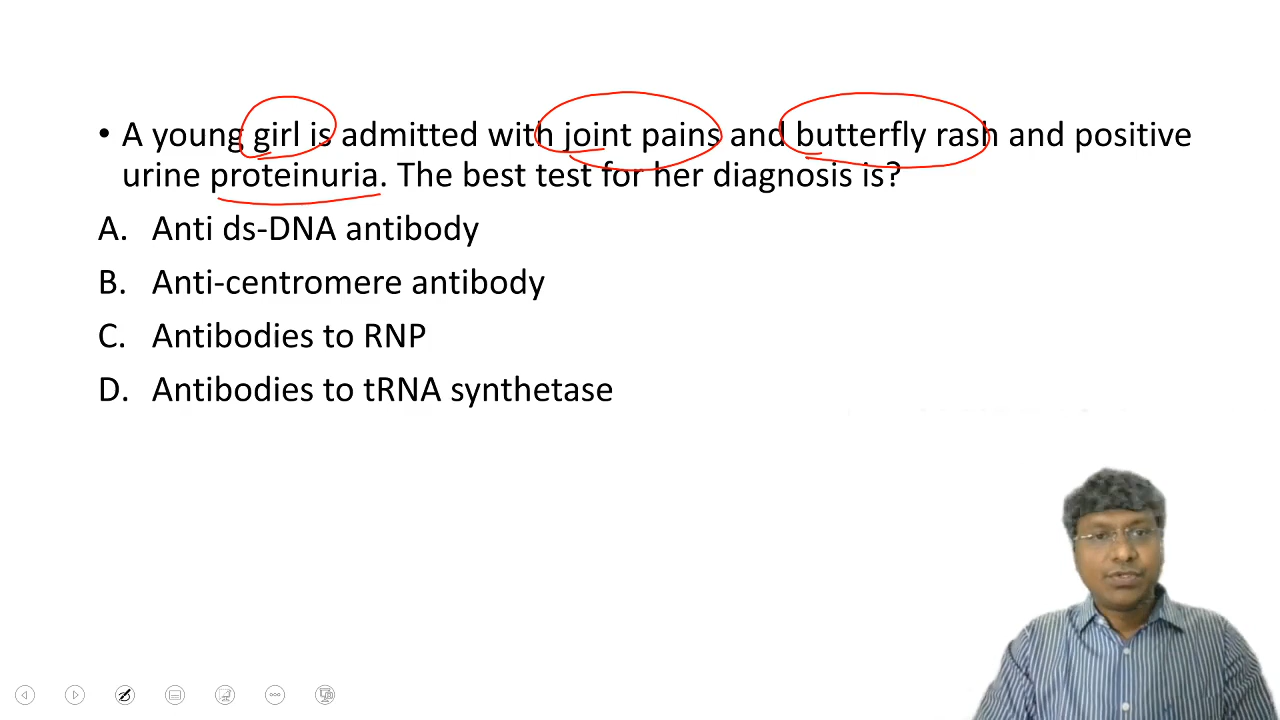 • A young girl is admitted with joint pains and butterfly rash and positive
urine proteinuria. The best test for her diagnosis is?
A. Anti ds-DNA antibody
B. Anti-centromere antibody
C. Antibodies to RNP
D. Antibodies to tRNA synthetase